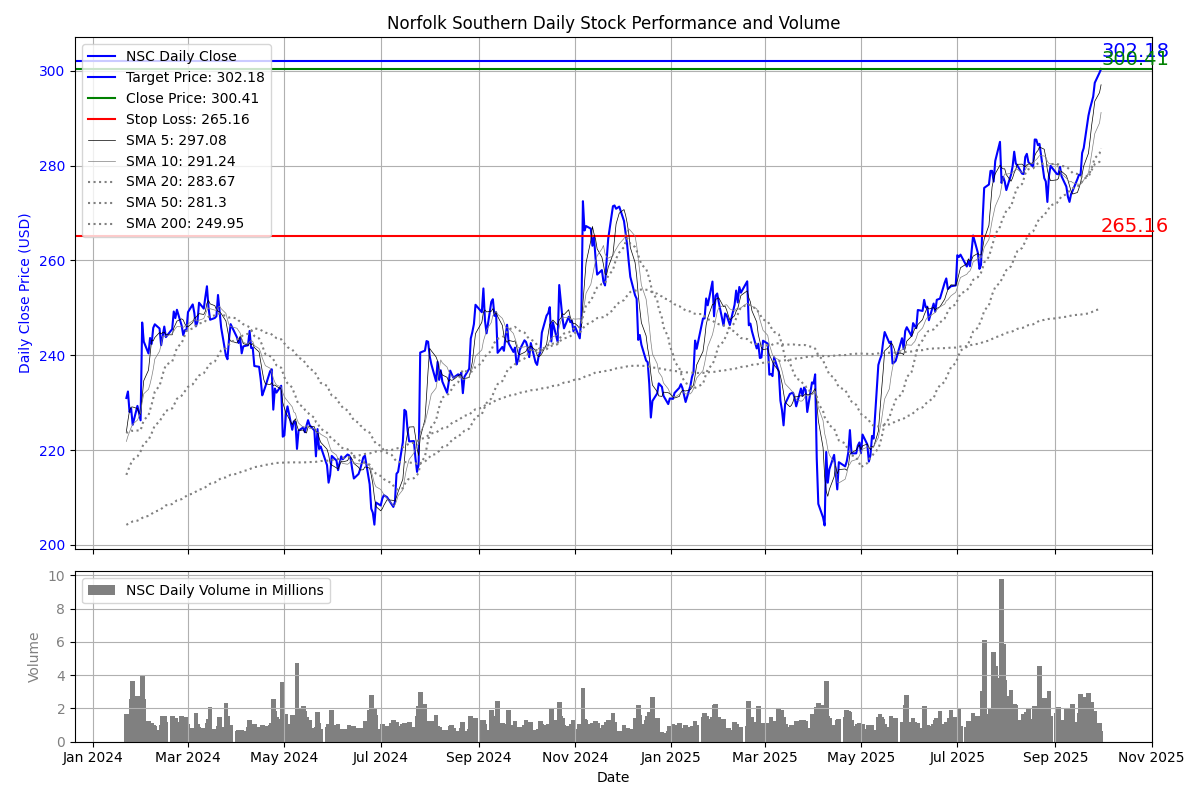 Norfolk Southern Daily Stock Performance and Volume
302.18
300.41
265.16
NSC Daily Close
Target Price: 302.18
Close Price: 300.41
Stop Loss: 265.16
SMA 5: 297.08
SMA 10: 291.24
SMA 20: 283.67
SMA 50: 281.3
SMA 200: 249.95
Daily Close Price (USD)
300
280
260
240
220
200
NSC Daily Volume in Millions
Volume
10
8
6
4
2
0
Jan 2024 Mar 2024 May 2024 Jul 2024 Sep 2024 Nov 2024 Jan 2025 Mar 2025 May 2025 Jul 2025 Sep 2025 Nov 2025
Date